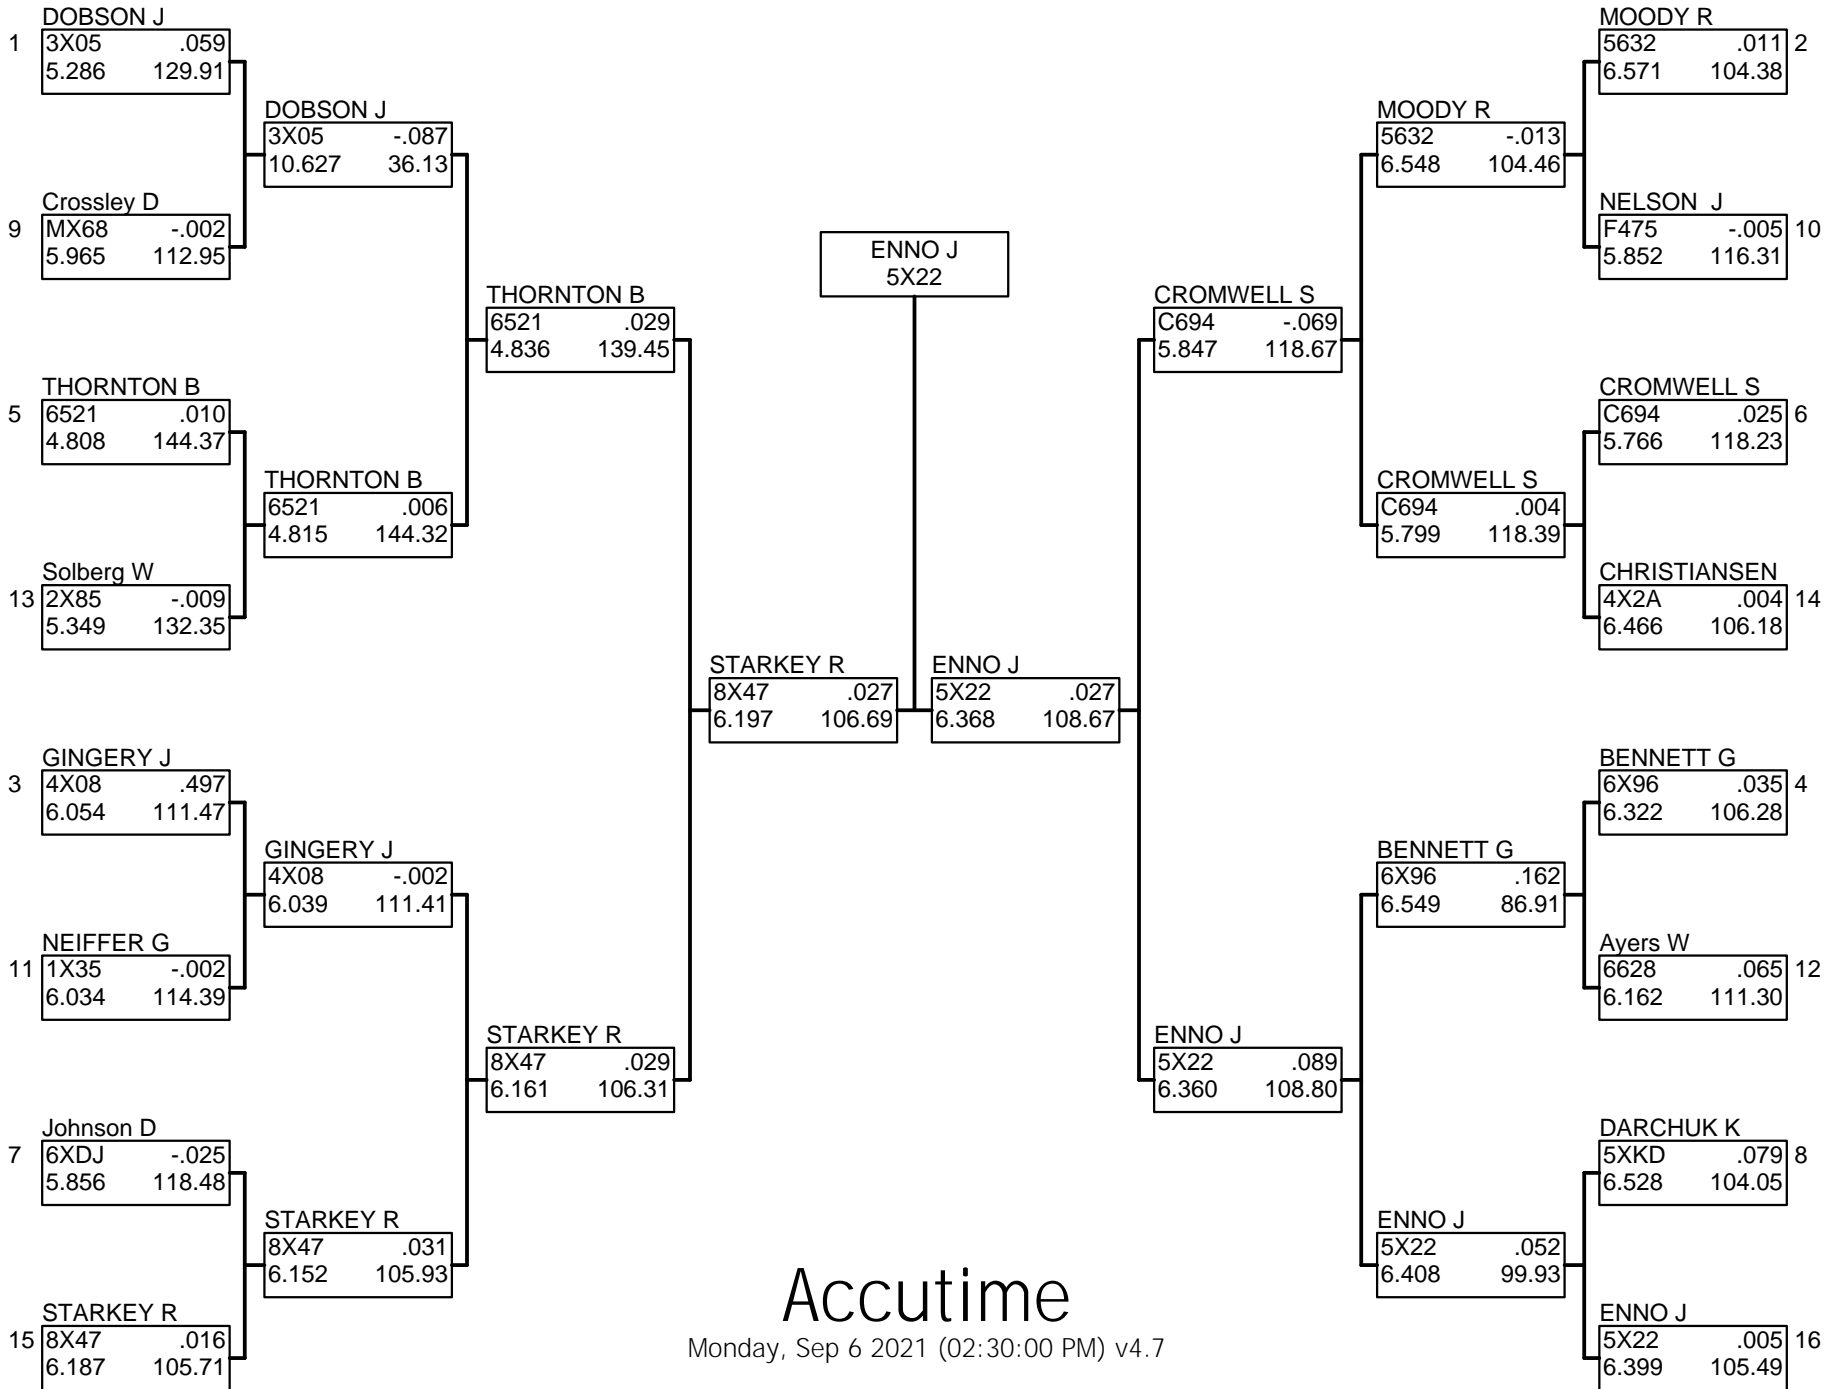 DOBSON J
1 3X05 .059
5.286 129.91
Crossley D
9 MX68 -.002
5.965 112.95
THORNTON B
5 6521 .010
4.808 144.37
Solberg W
13 2X85 -.009
5.349 132.35
GINGERY J
3 4X08 .497
6.054 111.47
NEIFFER G
11 1X35 -.002
6.034 114.39
Johnson D
7 6XDJ -.025
5.856 118.48
STARKEY R
15 8X47 .016
6.187 105.71
DOBSON J
3X05 -.087
10.627 36.13
THORNTON B
6521 .006
4.815 144.32
GINGERY J
4X08 -.002
6.039 111.41
STARKEY R
8X47 .031
6.152 105.93
THORNTON B
6521 .029
4.836 139.45
STARKEY R
8X47 .029
6.161 106.31
STARKEY R
8X47 .027
6.197 106.69
ENNO J
5X22
ENNO J
5X22 .027
6.368 108.67
CROMWELL S
C694 -.069
5.847 118.67
ENNO J
5X22 .089
6.360 108.80
MOODY R
5632 -.013
6.548 104.46
CROMWELL S
C694 .004
5.799 118.39
BENNETT G
6X96 .162
6.549 86.91
ENNO J
5X22 .052
6.408 99.93
MOODY R
5632 .011 2
6.571 104.38
NELSON J
F475 -.005 10
5.852 116.31
CROMWELL S
C694 .025 6
5.766 118.23
CHRISTIANSEN
4X2A .004 14
6.466 106.18
BENNETT G
6X96 .035 4
6.322 106.28
Ayers W
6628 .065 12
6.162 111.30
DARCHUK K
5XKD .079 8
6.528 104.05
ENNO J
5X22 .005 16
6.399 105.49
Accutime
Monday, Sep 6 2021 (02:30:00 PM) v4.7